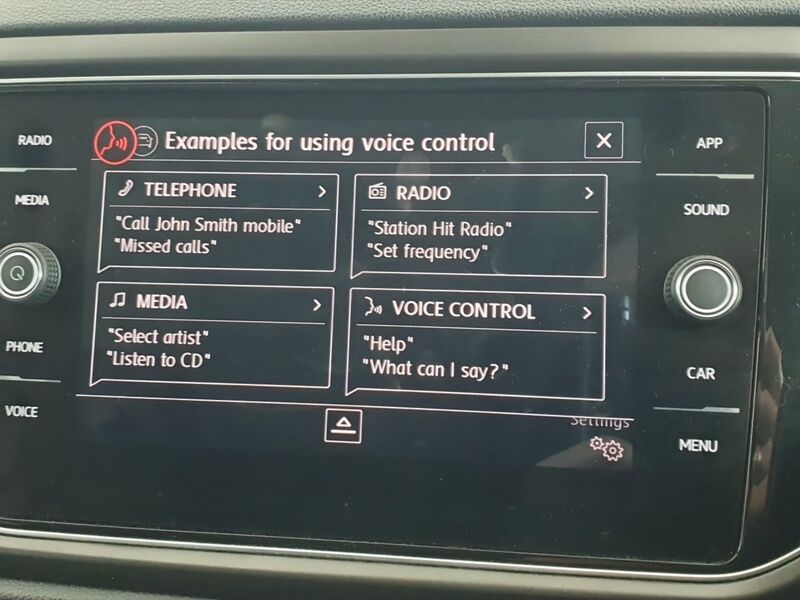 RADIO
MEDIA
PHONE
VOICE
Examples for using voice control
TELEPHONE
"Call John Smith mobile"
"Missed calls"
RADIO
"Station Hit Radio"
"Set frequency"
MEDIA
"Select artist"
"Listen to CD"
VOICE CONTROL
"Help"
"What can I say?"
Settings
APP
SOUND
CAR
MENU